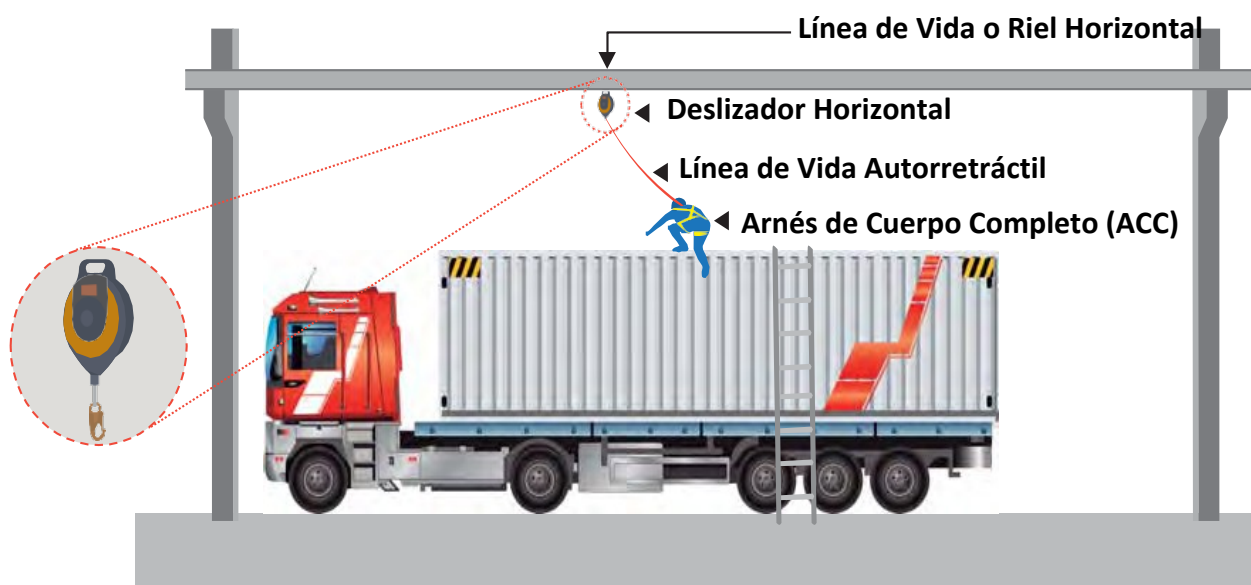 Línea de Vida o Riel Horizontal
Deslizador Horizontal
Línea de Vida Autorretráctil
Arnés de Cuerpo Completo (ACC)